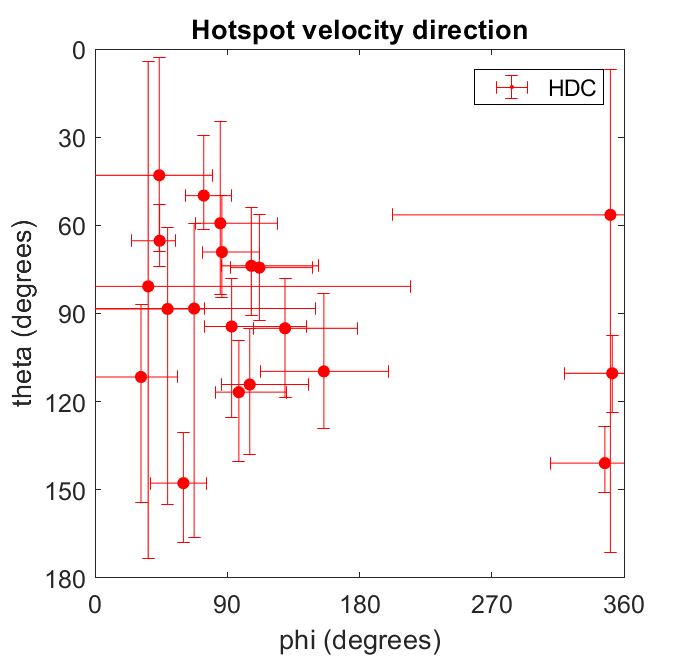 Hotspot velocity direction
HDC
0
30
60
90
120
150
180
theta (degrees)
0 90 180 270 360
phi (degrees)